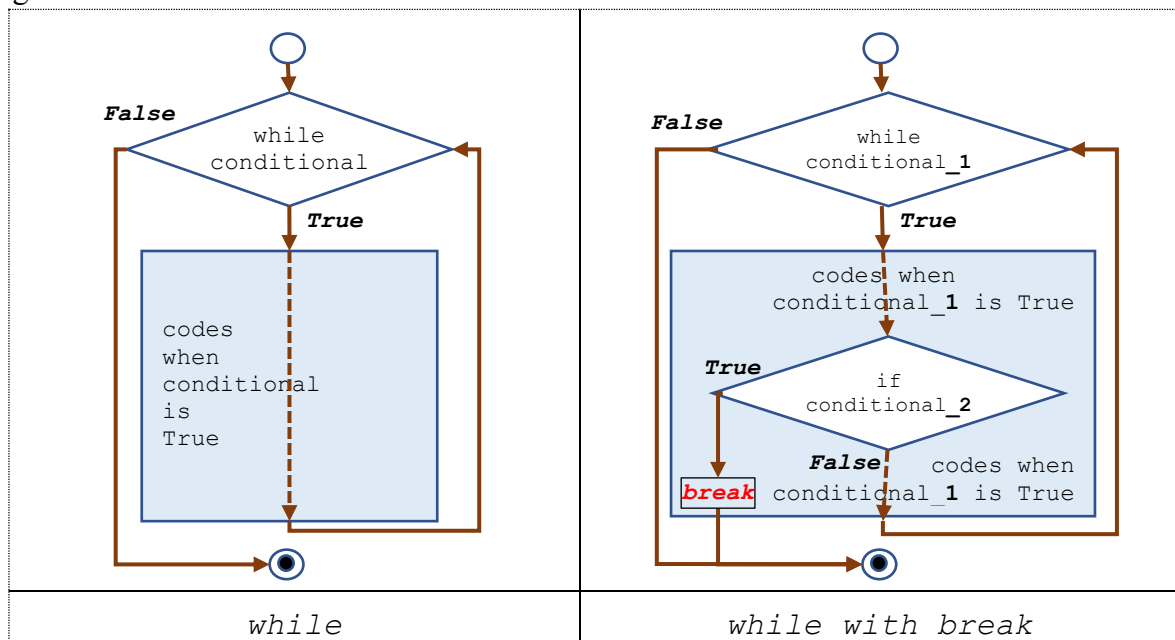 False
while
conditional
True
codes
when
conditional
is
True
while
False
while
conditional_1
True
codes when
conditional_1 is True
True
if
conditional_2
False
codes when
break
conditional_1 is True
while with break